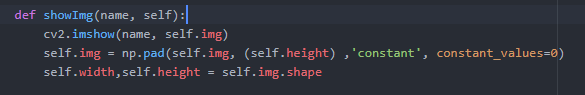 def showImg(name, self):
cv2.imshow(name, self.img)
self.img = np.pad(self.img, (self.height) ,'constant', constant_values=0)
self.width,self.height = self.img.shape